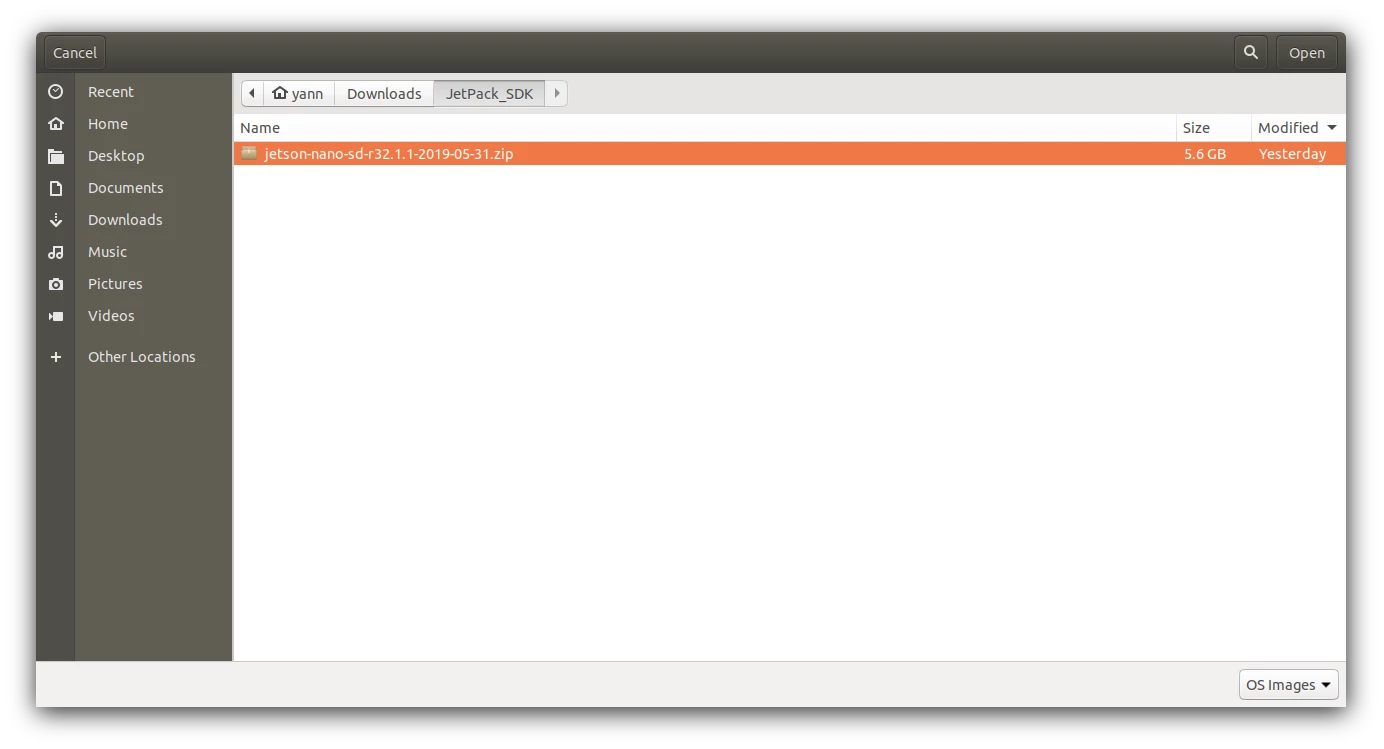 Cancel Open
Recent
Home
Desktop
Documents
Downloads
Music
Pictures
Videos
Other Locations
yann Downloads JetPack_SDK
Name Size Modified
jetson-nano-sd-r32.1.1-2019-05-31.zip 5.6 GB Yesterday
OS Images